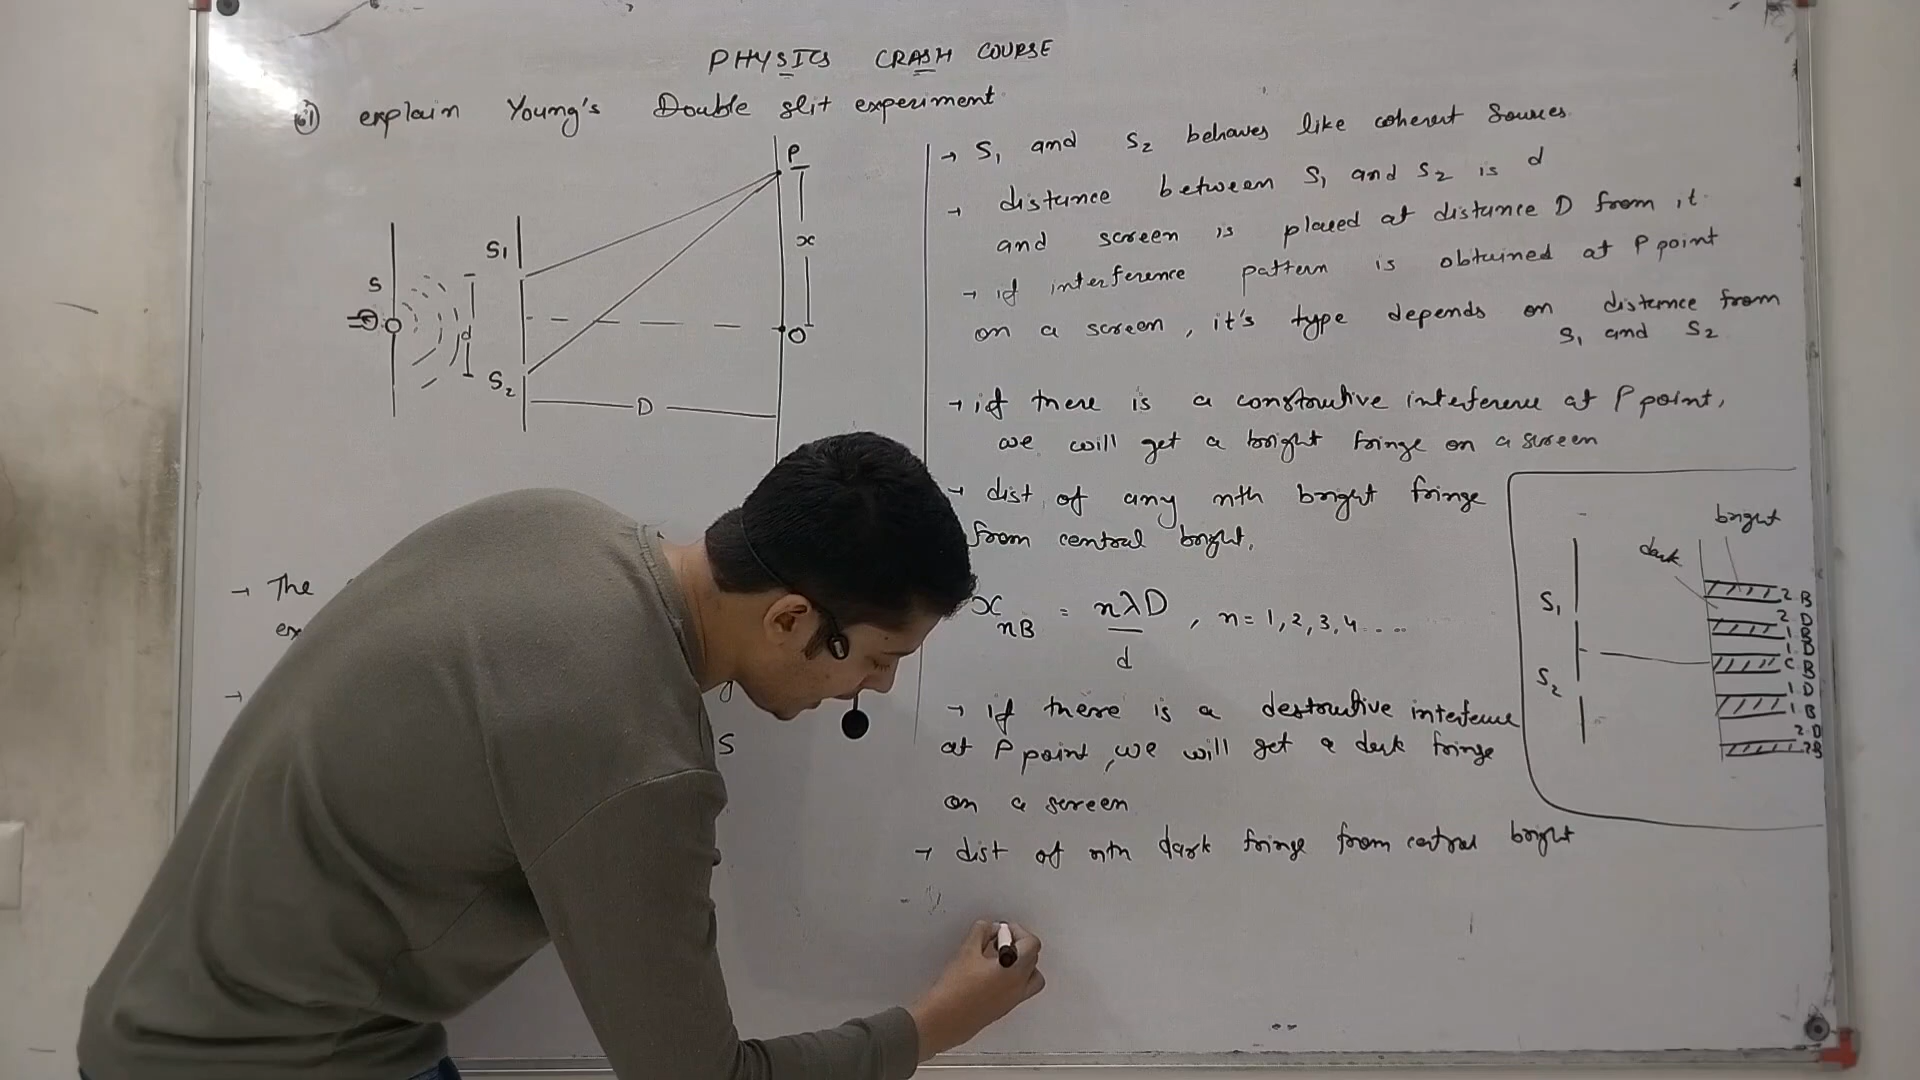 PHYSICS CRASH COURSE
61) explain Young's Double slit experiment
P
x
S1
S
d
O
S2
D
→ The
ex
→
S
→ S1 and S2 behaves like coherent Sources.
→ distance between S1 and S2 is d
and screen is placed at distance D from it.
→ if interference pattern is obtained at P point
on a screen, it's type depends on distance from
S1 and S2
→ if there is a constructive interference at P point,
we will get a bright fringe on a screen
→ dist of any nth bright fringe
from central bright.
x nB = nλD / d , n = 1, 2, 3, 4 ....
→ if there is a destructive interference
at P point, we will get a dark fringe
on a screen
→ dist of nth dark fringe from central bright
bright
dark
S1
S2
2 B
2 D
1 B
1 D
C B
1 D
1 B
2 D
2B